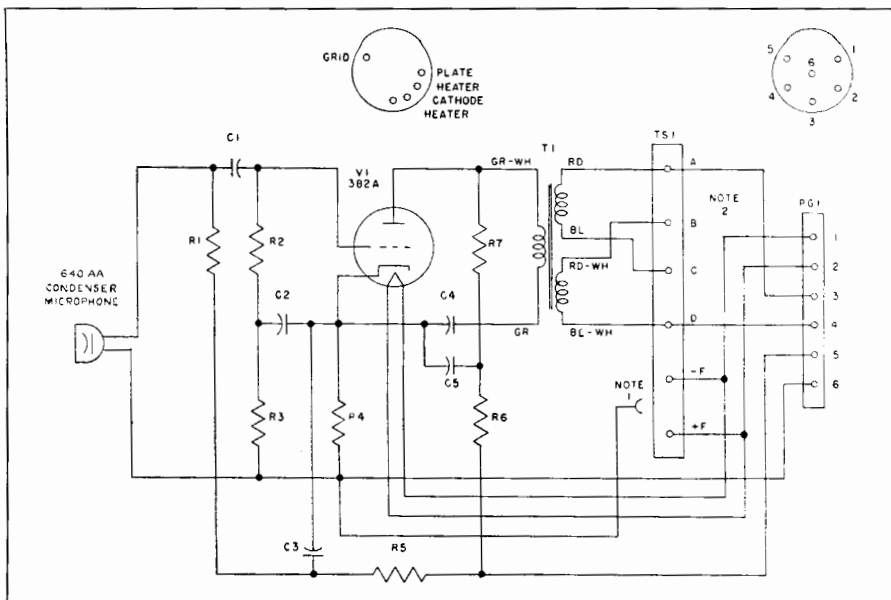 GRID
PLATE
HEATER
CATHODE
HEATER
5 6 1
4 2
3
C1
V1
382A
T1
GR-WH
RD
TS1
A
NOTE
2
PG1
R1
R2
R7
BL
RD-WH
B
C
1
2
3
640 AA
CONDENSER
MICROPHONE
C2
C4
GR
BL-WH
D
4
C5
NOTE
1
-F
5
6
R3
R4
R6
+F
C3
R5